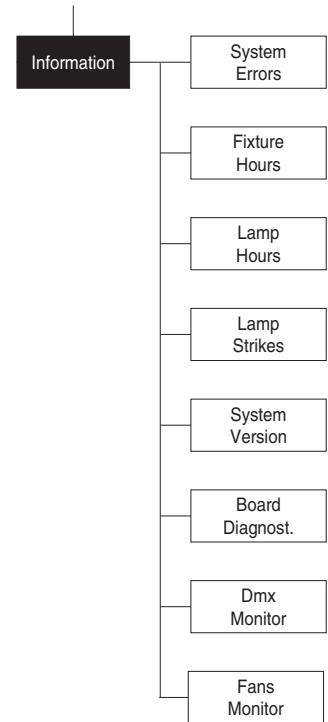 Information
System
Errors
Fixture
Hours
Lamp
Hours
Lamp
Strikes
System
Version
Board
Diagnost.
Dmx
Monitor
Fans
Monitor